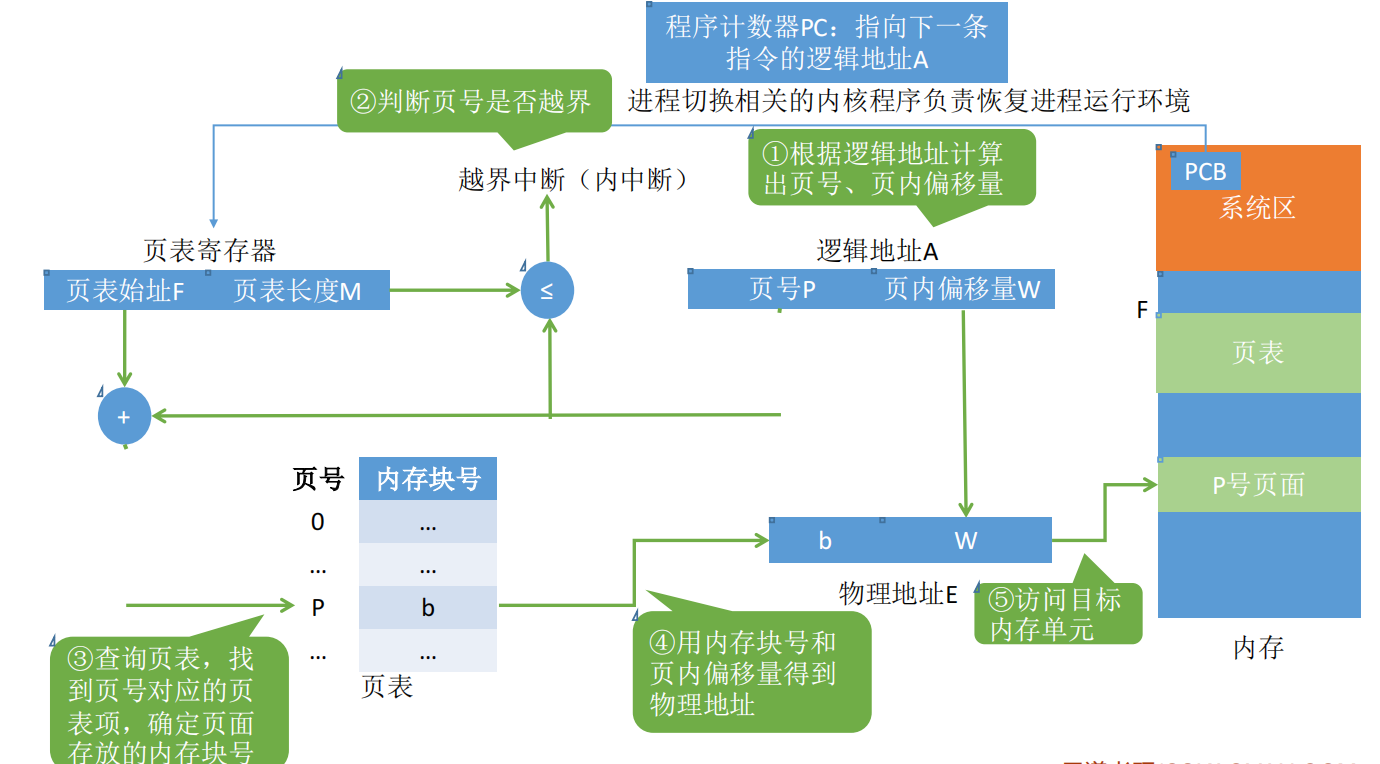 程序计数器PC：指向下一条
指令的逻辑地址A
②判断页号是否越界
进程切换相关的内核程序负责恢复进程运行环境
①根据逻辑地址计算
出页号、页内偏移量
越界中断（内中断）
PCB
系统区
页表寄存器
逻辑地址A
页表始址F
页表长度M
≤
页号P
页内偏移量W
F
页表
+
页号
内存块号
P号页面
0
…
…
…
b
W
P
b
物理地址E
⑤访问目标
内存单元
…
…
③查询页表，找
到页号对应的页
表项，确定页面
存放的内存块号
④用内存块号和
页内偏移量得到
物理地址
内存
页表